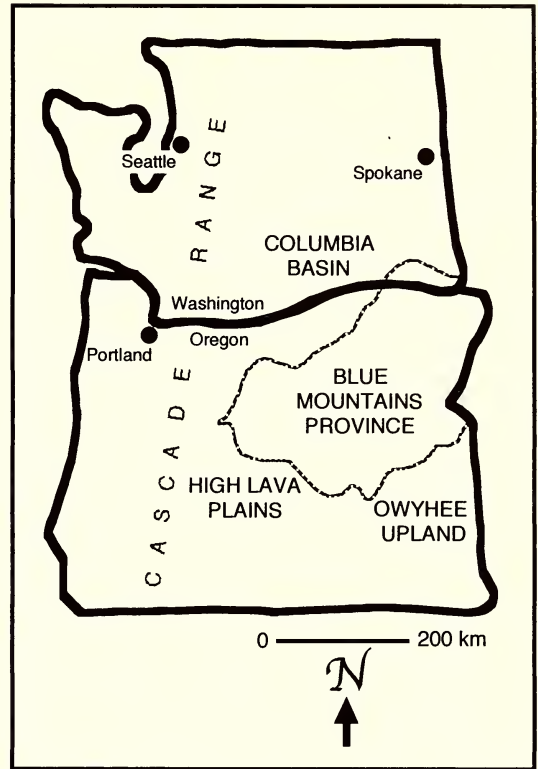 Seattle
Spokane
RANGE
COLUMBIA
BASIN
Washington
Oregon
Portland
CASCADE
BLUE
MOUNTAINS
PROVINCE
HIGH LAVA
PLAINS
OWYHEE
UPLAND
0 200 km
N